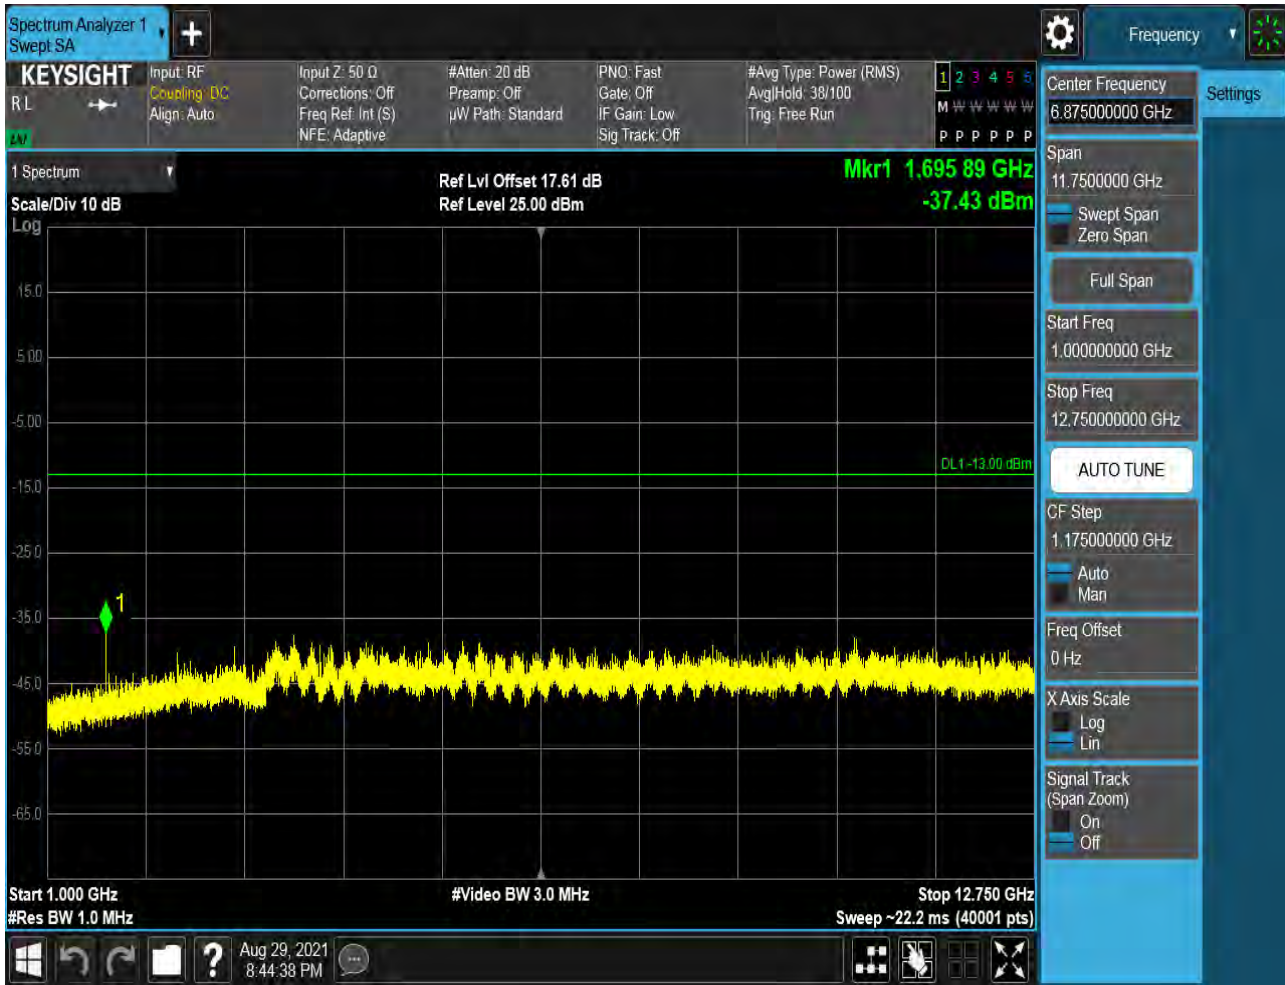 Spectrum Analyzer 1
Swept SA
Frequency
KEYSIGHT
R L
Input: RF
Coupling: DC
Align: Auto
Input Z: 50 Ω
Corrections: Off
Freq Ref: Int (S)
NFE: Adaptive
#Atten: 20 dB
Preamp: Off
µW Path: Standard
PNO: Fast
Gate: Off
IF Gain: Low
Sig Track: Off
#Avg Type: Power (RMS)
Avg|Hold: 38/100
Trig: Free Run
1 2 3 4 5 6
M W W W W W
P P P P P P
1 Spectrum
Scale/Div 10 dB
Log
Ref Lvl Offset 17.61 dB
Ref Level 25.00 dBm
Mkr1 1.695 89 GHz
-37.43 dBm
15.0
5.00
-5.00
-15.0
-25.0
-35.0
-45.0
-55.0
-65.0
DL1 -13.00 dBm
1
Start 1.000 GHz
#Res BW 1.0 MHz
#Video BW 3.0 MHz
Stop 12.750 GHz
Sweep ~22.2 ms (40001 pts)
Aug 29, 2021
8:44:38 PM
Center Frequency
6.875000000 GHz
Settings
Span
11.7500000 GHz
Swept Span
Zero Span
Full Span
Start Freq
1.000000000 GHz
Stop Freq
12.750000000 GHz
AUTO TUNE
CF Step
1.175000000 GHz
Auto
Man
Freq Offset
0 Hz
X Axis Scale
Log
Lin
Signal Track
(Span Zoom)
On
Off